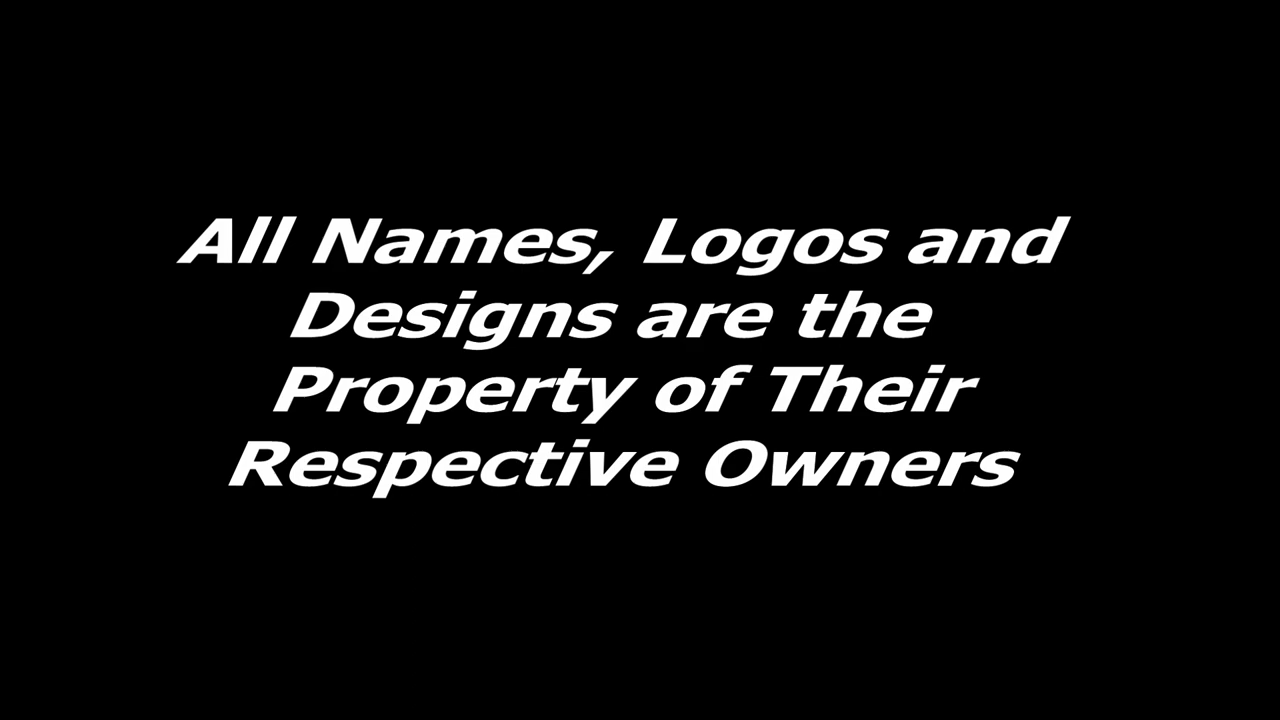 All Names, Logos and
Designs are the
Property of Their
Respective Owners